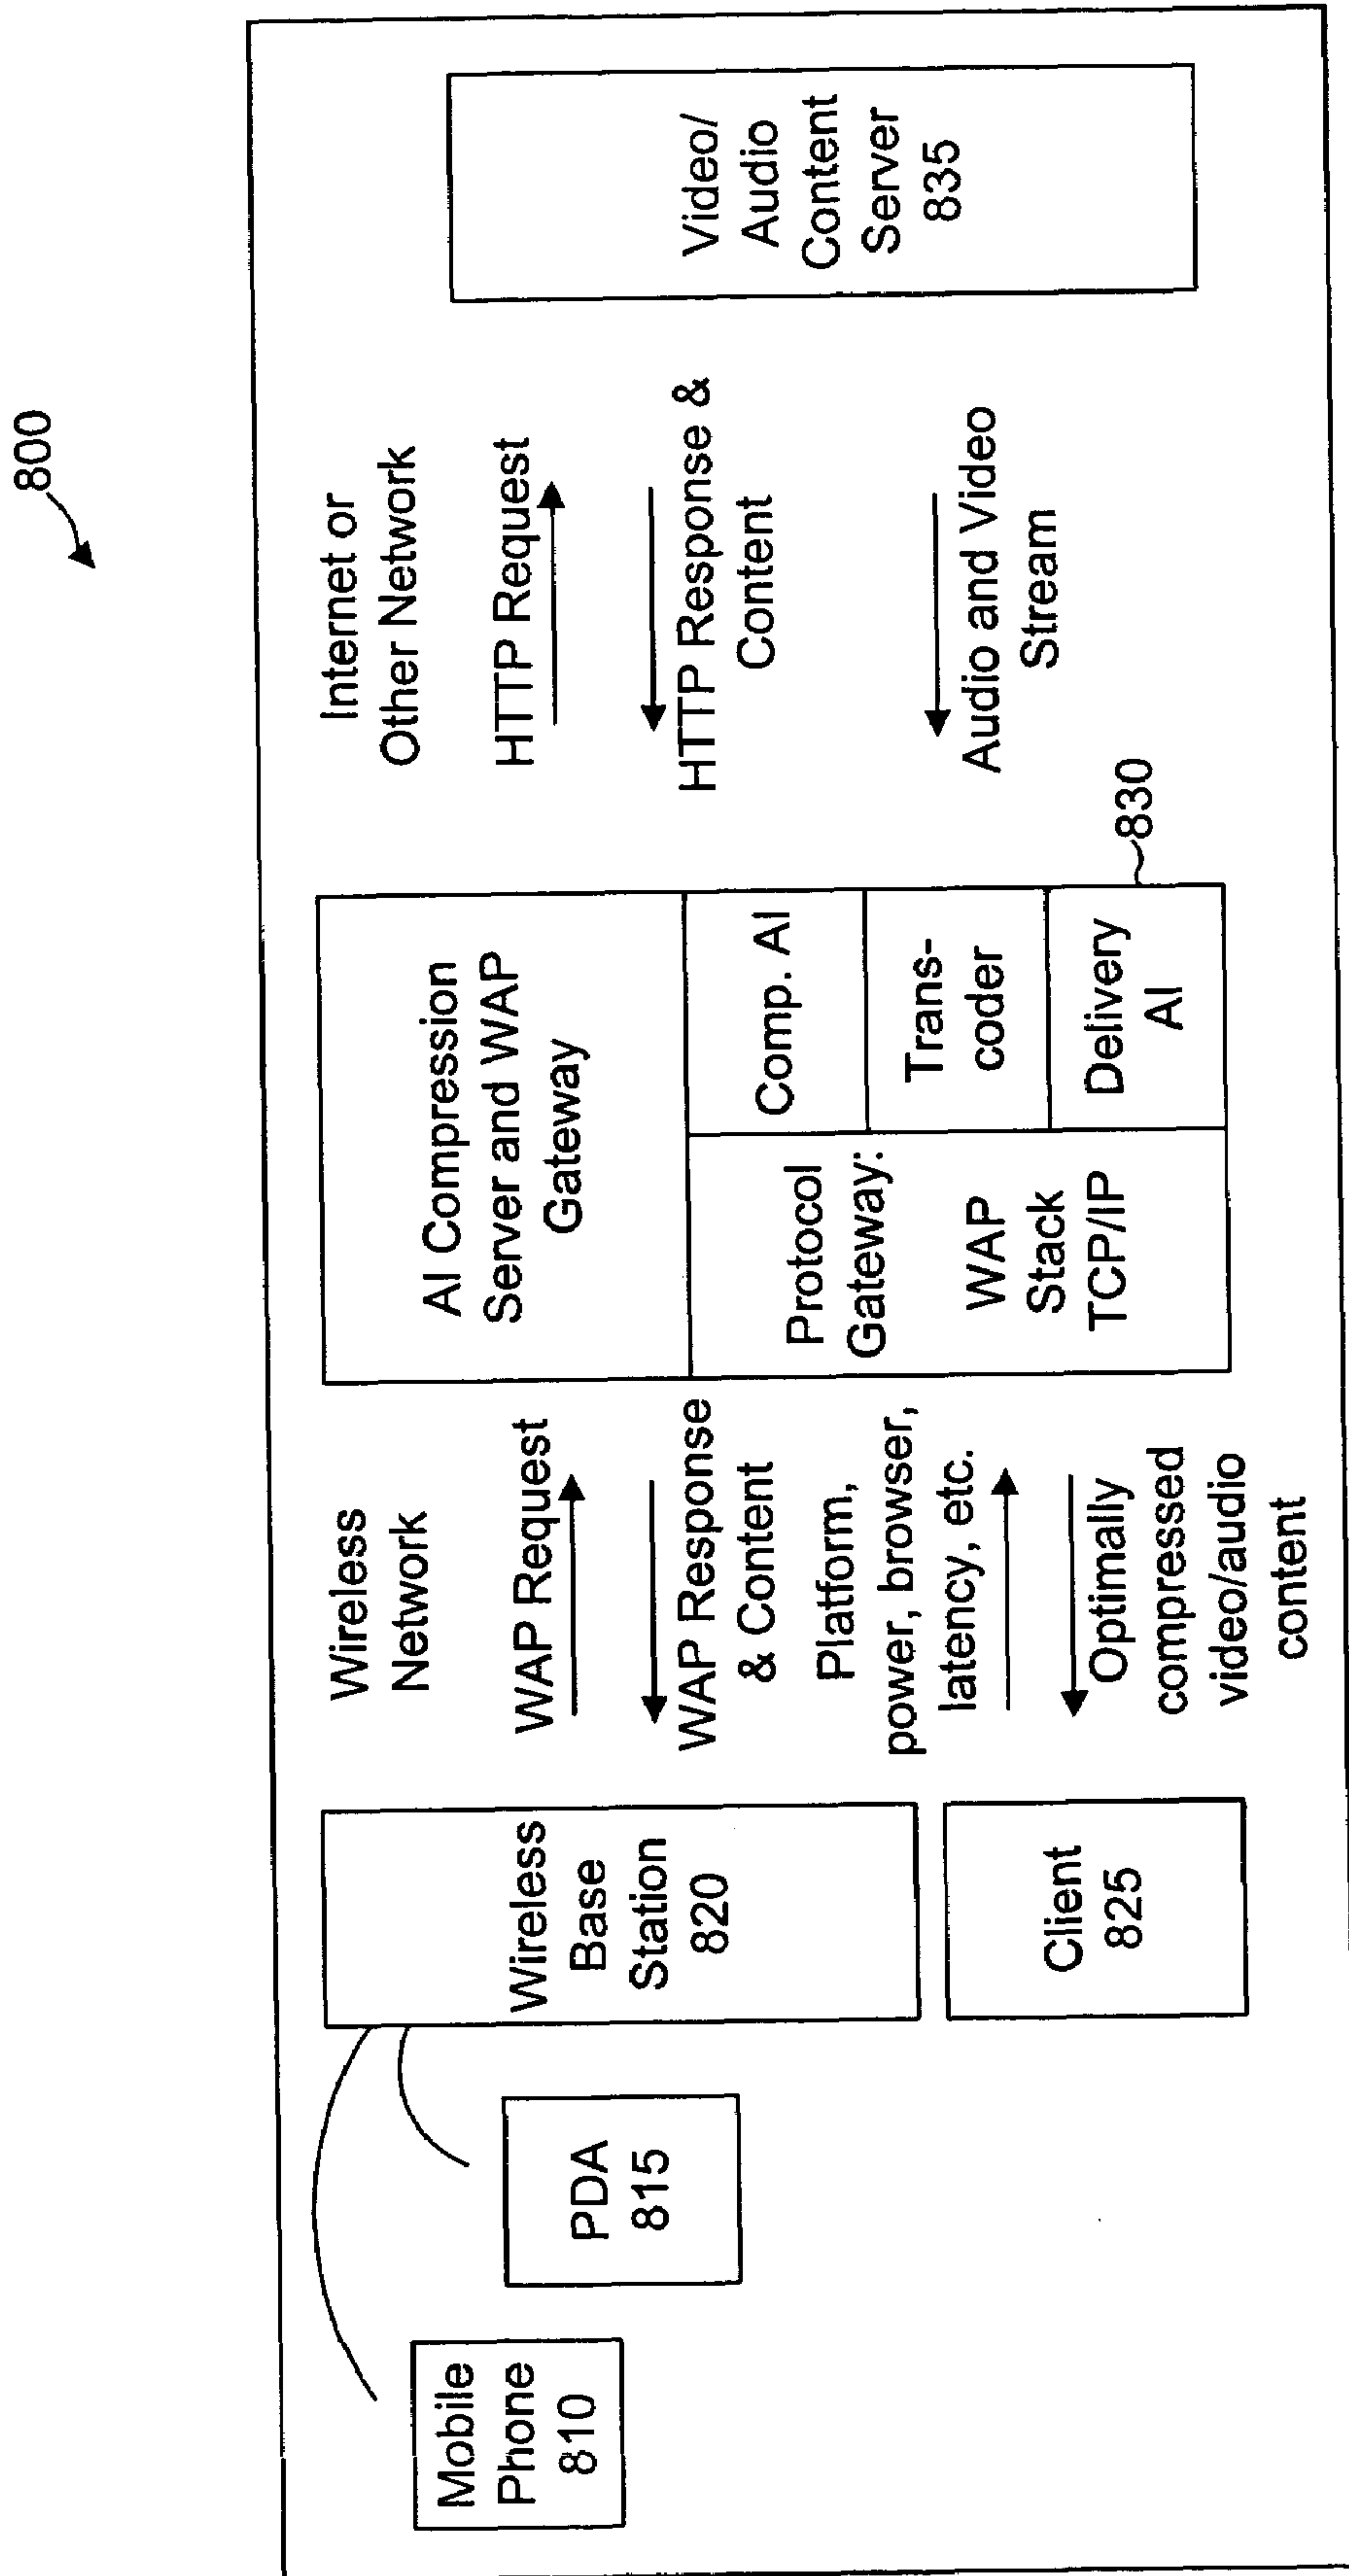 800
Mobile
Phone
810
PDA
815
Wireless
Base
Station
820
Client
825
Wireless
Network
WAP Request
WAP Response
& Content
Platform,
power, browser,
latency, etc.
Optimally
compressed
video/audio
content
AI Compression
Server and WAP
Gateway
Protocol
Gateway:
WAP
Stack
TCP/IP
Comp. AI
Trans-
coder
Delivery
AI
830
Internet or
Other Network
HTTP Request
HTTP Response &
Content
Audio and Video
Stream
Video/
Audio
Content
Server
835